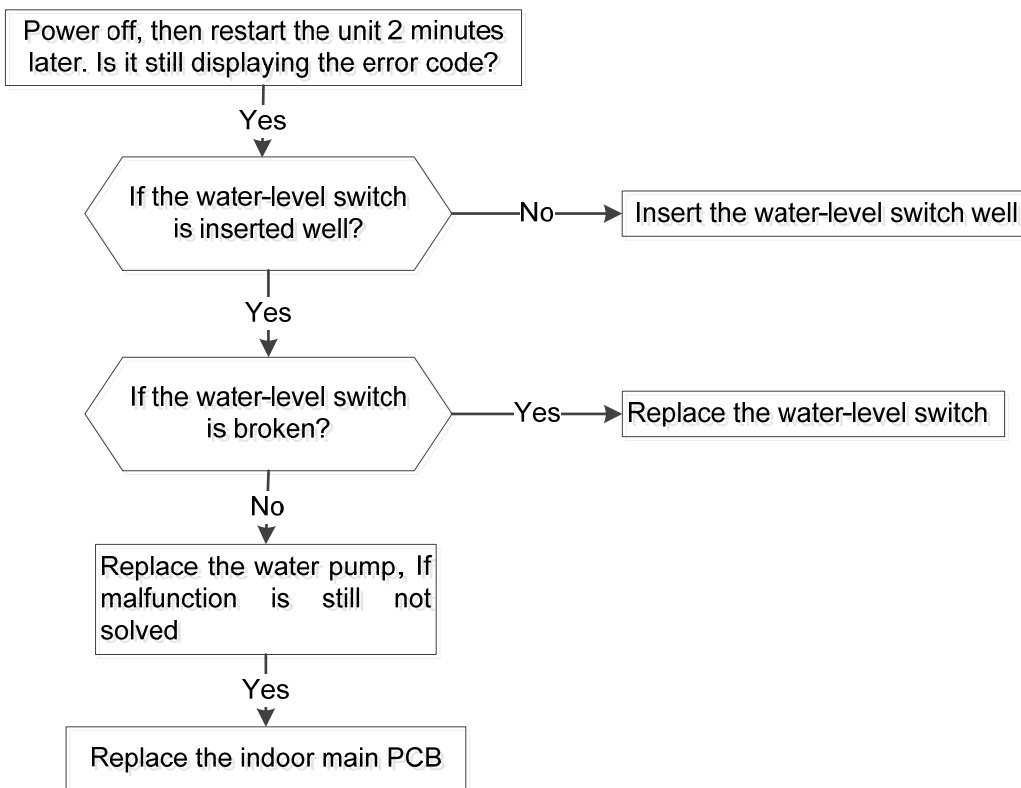 Power off, then restart the unit 2 minutes
later. Is it still displaying the error code?
Yes
If the water-level switch
is inserted well?
No
Insert the water-level switch well
Yes
If the water-level switch
is broken?
Yes
Replace the water-level switch
No
Replace the water pump, If
malfunction is still not
solved
Yes
Replace the indoor main PCB